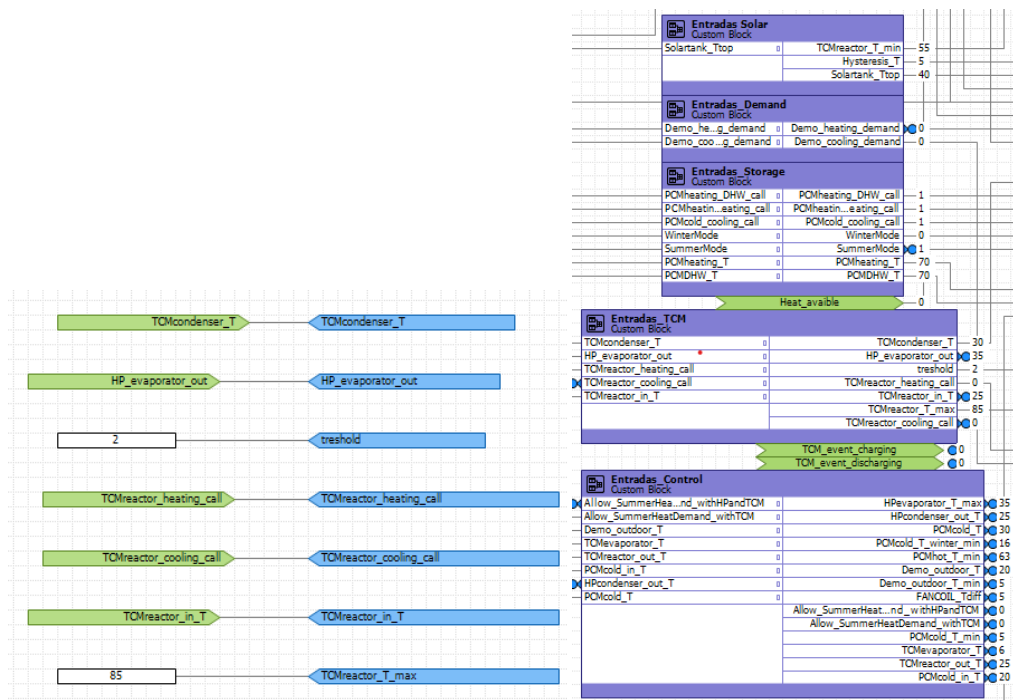 TCMcondenser_T TCMcondenser_T
HP_evaporator_out HP_evaporator_out
2 treshold
TCMreactor_heating_call TCMreactor_heating_call
TCMreactor_cooling_call TCMreactor_cooling_call
TCMreactor_in_T TCMreactor_in_T
85 TCMreactor_T_max
Entradas Solar
Custom Block
Solartank_Ttop TCMreactor_T_min 55
Hysteresis_T 5
Solartank_Ttop 40
Entradas_Demand
Custom Block
Demo_he...g_demand Demo_heating_demand 0
Demo_coo...g_demand Demo_cooling_demand 0
Entradas_Storage
Custom Block
PCMheating_DHW_call PCMheating_DHW_call 1
PCMheatin...eating_call PCMheatin...eating_call 1
PCMcold_cooling_call PCMcold_cooling_call 1
WinterMode WinterMode 0
SummerMode SummerMode 1
PCMheating_T PCMheating_T 70
PCMDHW_T PCMDHW_T 70
Heat_avaible 0
Entradas_TCM
Custom Block
TCMcondenser_T TCMcondenser_T 30
HP_evaporator_out HP_evaporator_out 35
TCMreactor_heating_call treshold 2
TCMreactor_cooling_call TCMreactor_heating_call 0
TCMreactor_in_T TCMreactor_in_T 25
TCMreactor_T_max 85
TCMreactor_cooling_call 0
TCM_event_charging 0
TCM_event_discharging 0
Entradas_Control
Custom Block
Allow_SummerHea...nd_withHPandTCM HPevaporator_T_max 35
Allow_SummerHeatDemand_withTCM HPcondenser_out_T 25
Demo_outdoor_T PCMcold_T 30
TCMevaporator_T PCMcold_T_winter_min 16
TCMreactor_out_T PCMhot_T_min 63
PCMcold_in_T Demo_outdoor_T 20
HPcondenser_out_T Demo_outdoor_T_min 5
PCMcold_T FANCOIL_Tdiff 5
Allow_SummerHeat...nd_withHPandTCM 0
Allow_SummerHeatDemand_withTCM 0
PCMcold_T_min 5
TCMevaporator_T 6
TCMreactor_out_T 25
PCMcold_in_T 20